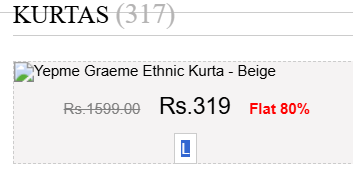 KURTAS (317)
Yepme Graeme Ethnic Kurta - Beige
Rs.1599.00 Rs.319 Flat 80%
L